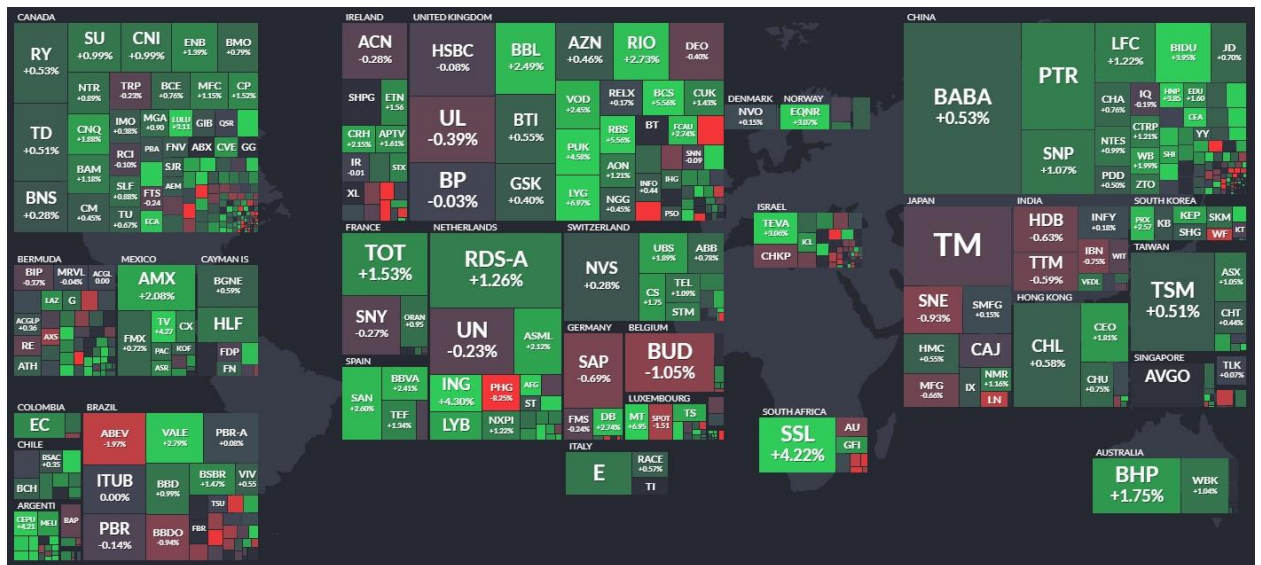 CANADA
RY
+0.53%
SU
+0.99%
CNI
+0.99%
ENB
+1.39%
BMO
+0.79%
NTR
+0.89%
TRP
-0.23%
BCE
+0.76%
MFC
+1.15%
CP
+1.52%
TD
+0.51%
CNQ
+1.88%
IMO
+0.38%
MGA
+0.90
LULU
+3.11
GIB
QSR
RCI
-0.10%
PBA
FNV
ABX
CVE
GG
BAM
+1.18%
SJR
SLF
+0.88%
FTS
-0.24
AEM
BNS
+0.28%
CM
+0.45%
TU
+0.67%
ECA
IRELAND
ACN
-0.28%
SHPG
ETN
+1.56
CRH
+2.15%
APTV
+1.61%
IR
-0.01
STX
XL
UNITED KINGDOM
HSBC
-0.08%
BBL
+2.49%
AZN
+0.46%
RIO
+2.73%
DEO
-0.40%
UL
-0.39%
BTI
+0.55%
VOD
+2.45%
RELX
+0.17%
BCS
+5.56%
CUK
+1.43%
RBS
+5.56%
BT
FCAU
+2.74%
PUK
+4.58%
AON
+1.21%
SNN
-0.09
BP
-0.03%
GSK
+0.40%
LYG
+6.97%
NGG
+0.45%
INFO
+0.44
IHG
PSO
DENMARK
NVO
+0.15%
NORWAY
EQNR
+3.07%
CHINA
BABA
+0.53%
PTR
SNP
+1.07%
LFC
+1.22%
BIDU
+3.95%
JD
+0.70%
CHA
+0.76%
IQ
-0.19%
HNP
+3.85
EDU
+1.60
CEA
NTES
+0.99%
CTRP
+1.21%
YY
WB
+1.99%
SHI
PDD
+0.50%
ZTO
BERMUDA
BIP
-0.37%
MRVL
-0.04%
ACGL
0.00
LAZ
G
ACGLP
+0.36
AXS
RE
ATH
MEXICO
AMX
+2.08%
FMX
+0.72%
TV
+4.27
CX
PAC
KOF
ASR
CAYMAN IS
BGNE
+0.59%
HLF
FDP
FN
FRANCE
TOT
+1.53%
SNY
-0.27%
ORAN
+0.95
NETHERLANDS
RDS-A
+1.26%
UN
-0.23%
ASML
+2.12%
ING
+4.30%
PHG
-8.25%
AEG
ST
LYB
NXPI
+1.22%
SWITZERLAND
NVS
+0.28%
UBS
+1.89%
ABB
+0.78%
CS
+1.75
TEL
+1.09%
STM
ISRAEL
TEVA
+3.06%
ICL
CHKP
JAPAN
TM
SNE
-0.93%
SMFG
+0.15%
HMC
+0.55%
CAJ
MFG
-0.66%
IX
NMR
+1.16%
LN
INDIA
HDB
-0.63%
INFY
+0.18%
TTM
-0.59%
IBN
-0.75%
WIT
VEDL
SOUTH KOREA
PKX
+2.57
KB
KEP
SKM
SHG
WF
KT
HONG KONG
CHL
+0.58%
CEO
+1.81%
CHU
+0.75%
TAIWAN
TSM
+0.51%
ASX
+1.05%
CHT
+0.44%
SINGAPORE
AVGO
TLK
+0.07%
SPAIN
SAN
+2.60%
BBVA
+2.41%
TEF
+1.34%
GERMANY
SAP
-0.69%
FMS
-0.24%
DB
+2.74%
BELGIUM
BUD
-1.05%
LUXEMBOURG
MT
+6.95
SPOT
-1.51
TS
COLOMBIA
EC
CHILE
BSAC
+0.35
BCH
ARGENTI
CEPU
+4.21
MELI
BAP
BRAZIL
ABEV
-1.97%
VALE
+2.79%
PBR-A
+0.08%
ITUB
0.00%
BBD
+0.99%
BSBR
+1.47%
VIV
+0.55
TSU
PBR
-0.14%
BBDO
-0.94%
FBR
ITALY
E
RACE
+0.57%
TI
SOUTH AFRICA
SSL
+4.22%
AU
GFI
AUSTRALIA
BHP
+1.75%
WBK
+1.04%